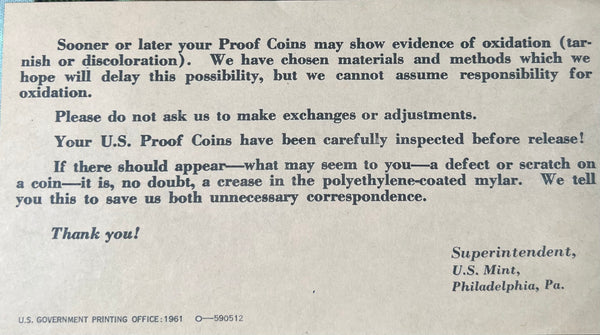 Sooner or later your Proof Coins may show evidence of oxidation (tar-
nish or discoloration). We have chosen materials and methods which we
hope will delay this possibility, but we cannot assume responsibility for
oxidation.
Please do not ask us to make exchanges or adjustments.
Your U.S. Proof Coins have been carefully inspected before release!
If there should appear—what may seem to you—a defect or scratch on
a coin—it is, no doubt, a crease in the polyethylene-coated mylar. We tell
you this to save us both unnecessary correspondence.
Thank you!
Superintendent,
U.S. Mint,
Philadelphia, Pa.
U.S. GOVERNMENT PRINTING OFFICE:1961 O—590512